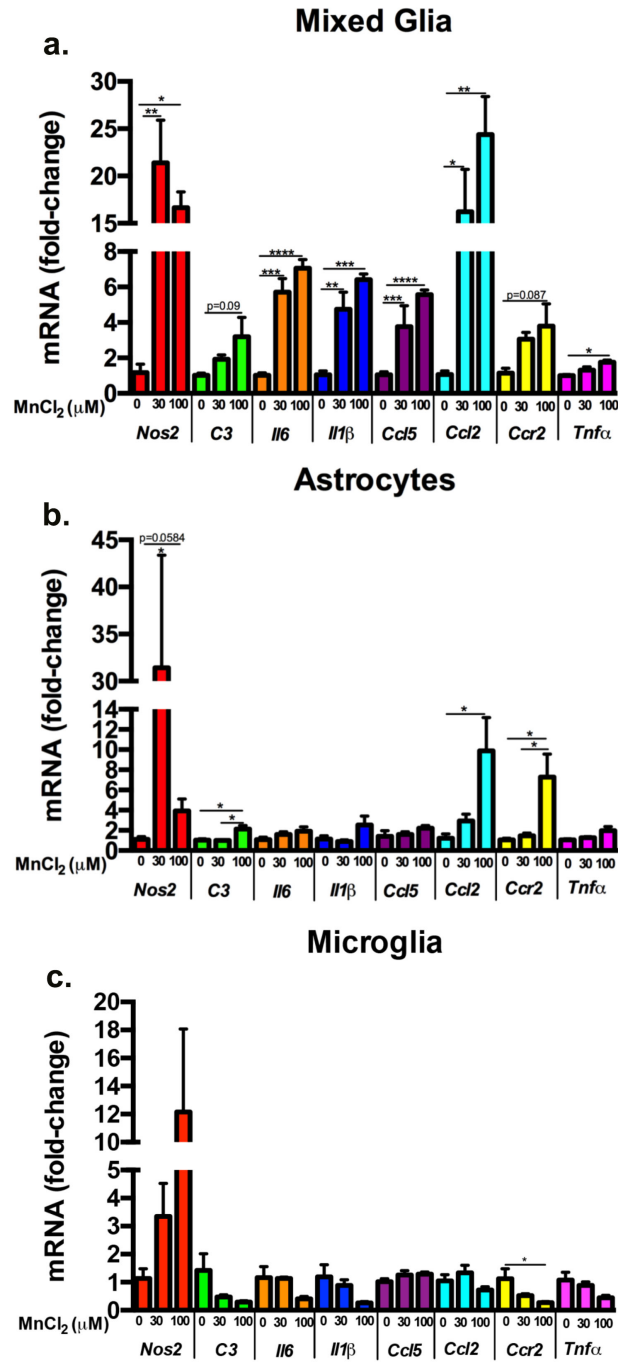 Mixed Glia
a.
mRNA (fold-change)
30
25
20
15
8
6
4
2
0
* ** p=0.09 *** **** ** *** *** **** * ** p=0.087 *
MnCl2 (μM) 0 30 100 0 30 100 0 30 100 0 30 100 0 30 100 0 30 100 0 30 100 0 30 100
Nos2 C3 Il6 Il1β Ccl5 Ccl2 Ccr2 Tnfα
Astrocytes
b.
mRNA (fold-change)
45
40
35
30
14
12
10
8
6
4
2
0
p=0.0584
* * * * * *
MnCl2 (μM) 0 30 100 0 30 100 0 30 100 0 30 100 0 30 100 0 30 100 0 30 100 0 30 100
Nos2 C3 Il6 Il1β Ccl5 Ccl2 Ccr2 Tnfα
Microglia
c.
mRNA (fold-change)
20
18
16
14
12
10
5
4
3
2
1
0
*
MnCl2 (μM) 0 30 100 0 30 100 0 30 100 0 30 100 0 30 100 0 30 100 0 30 100 0 30 100
Nos2 C3 Il6 Il1β Ccl5 Ccl2 Ccr2 Tnfα